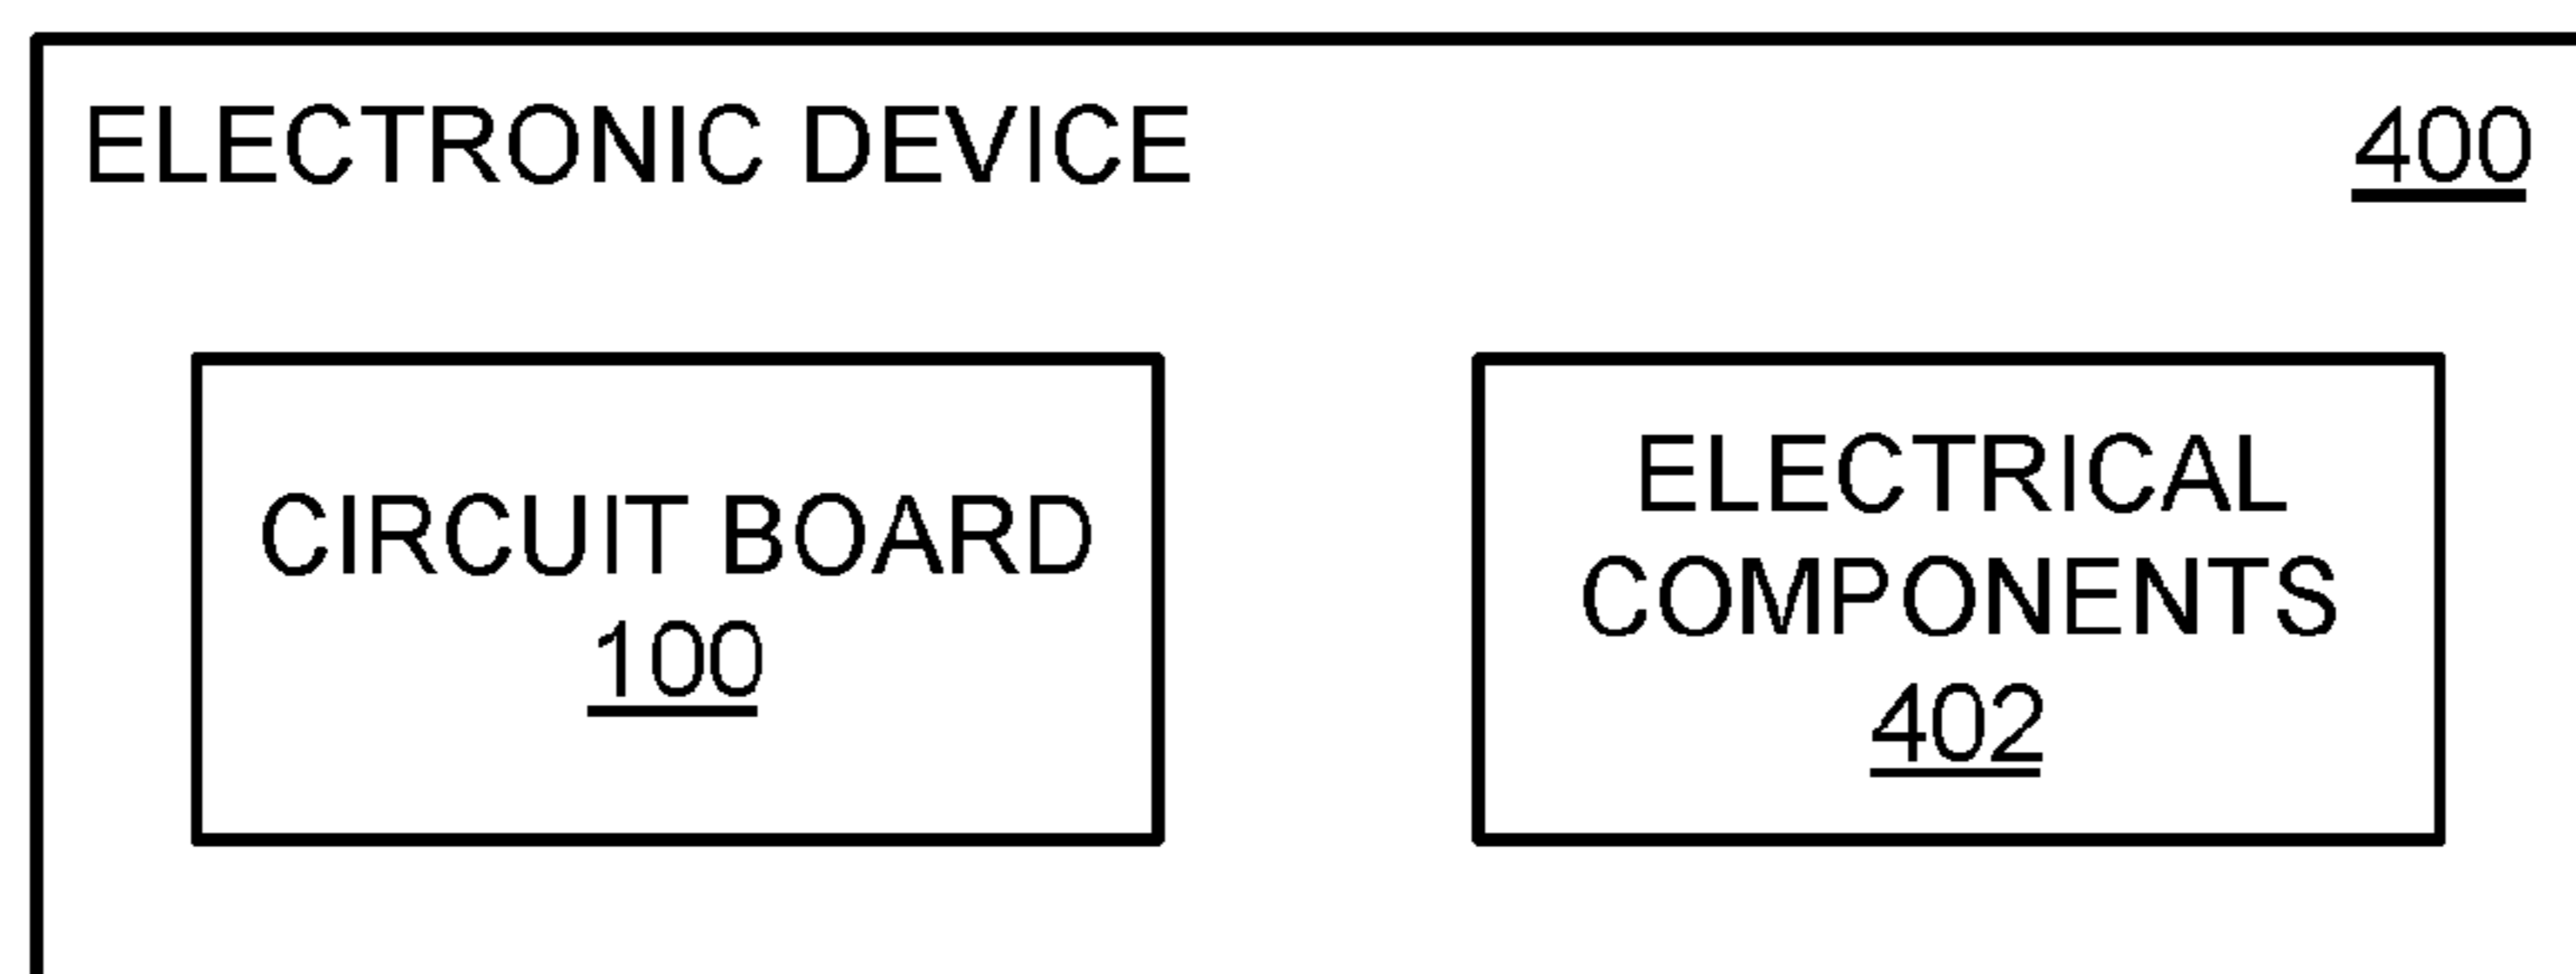 ELECTRONIC DEVICE 400
CIRCUIT BOARD
100
ELECTRICAL
COMPONENTS
402